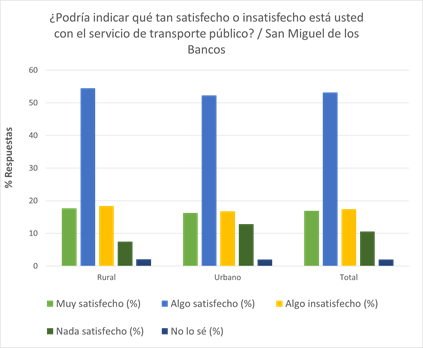 ¿Podría indicar qué tan satisfecho o insatisfecho está usted
con el servicio de transporte público? / San Miguel de los
Bancos
% Respuestas
60
50
40
30
20
10
0
Rural Urbano Total
Muy satisfecho (%) Algo satisfecho (%) Algo insatisfecho (%)
Nada satisfecho (%) No lo sé (%)